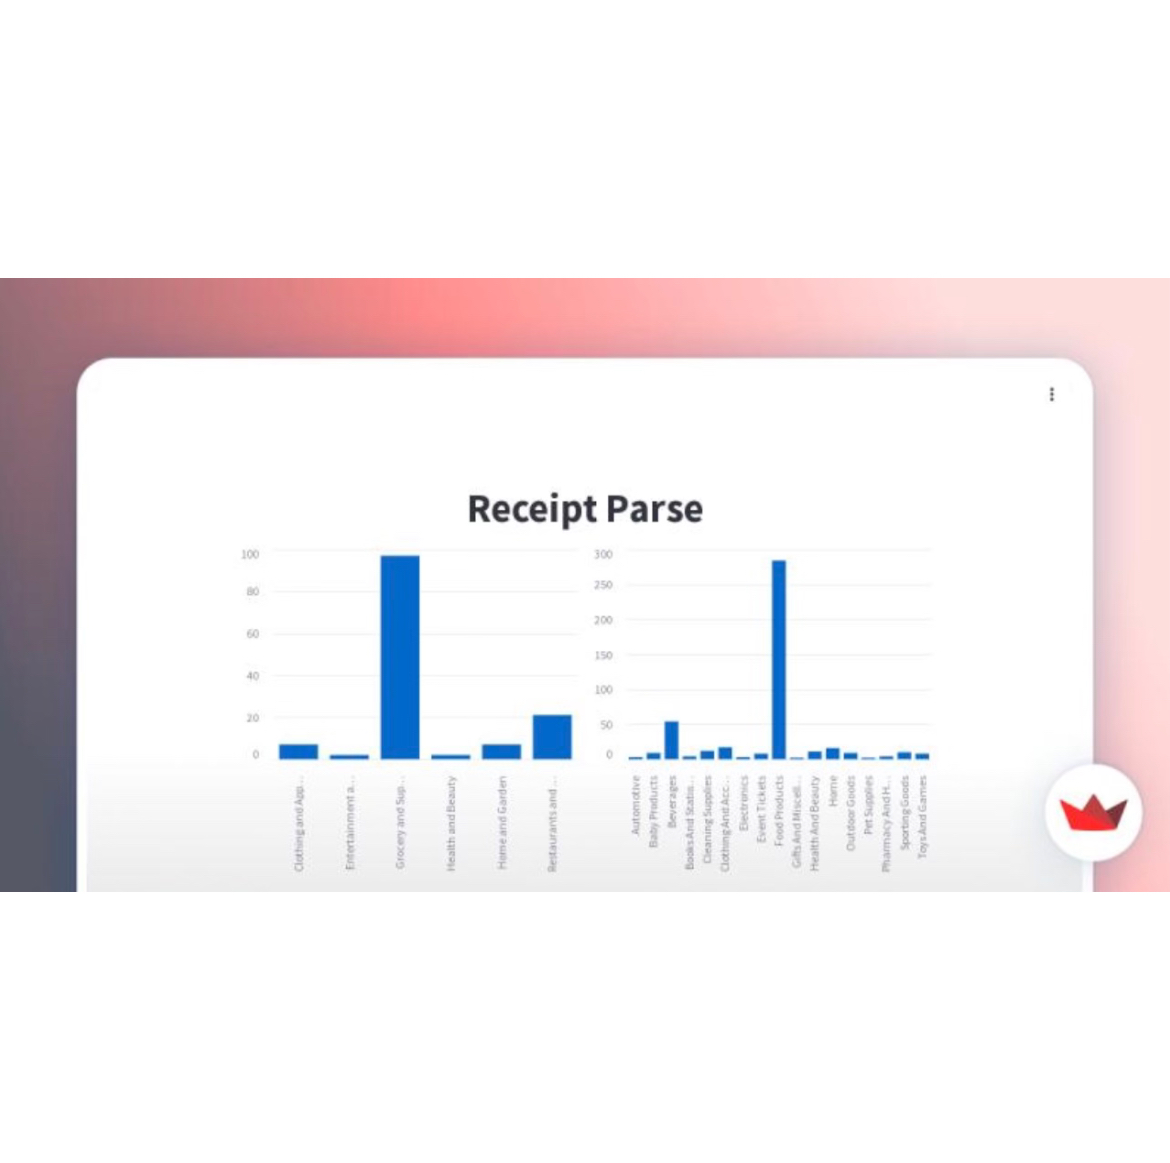 Receipt Parse
100
80
60
40
20
0
Clothing and App...
Entertainment a...
Grocery and Sup...
Health and Beauty
Home and Garden
Restaurants and ...
300
250
200
150
100
50
0
Automotive
Baby Products
Beverages
Books And Statio...
Cleaning Supplies
Clothing And Acc...
Electronics
Event Tickets
Food Products
Gifts And Miscell...
Health And Beauty
Home
Outdoor Goods
Pet Supplies
Pharmacy And H...
Sporting Goods
Toys And Games